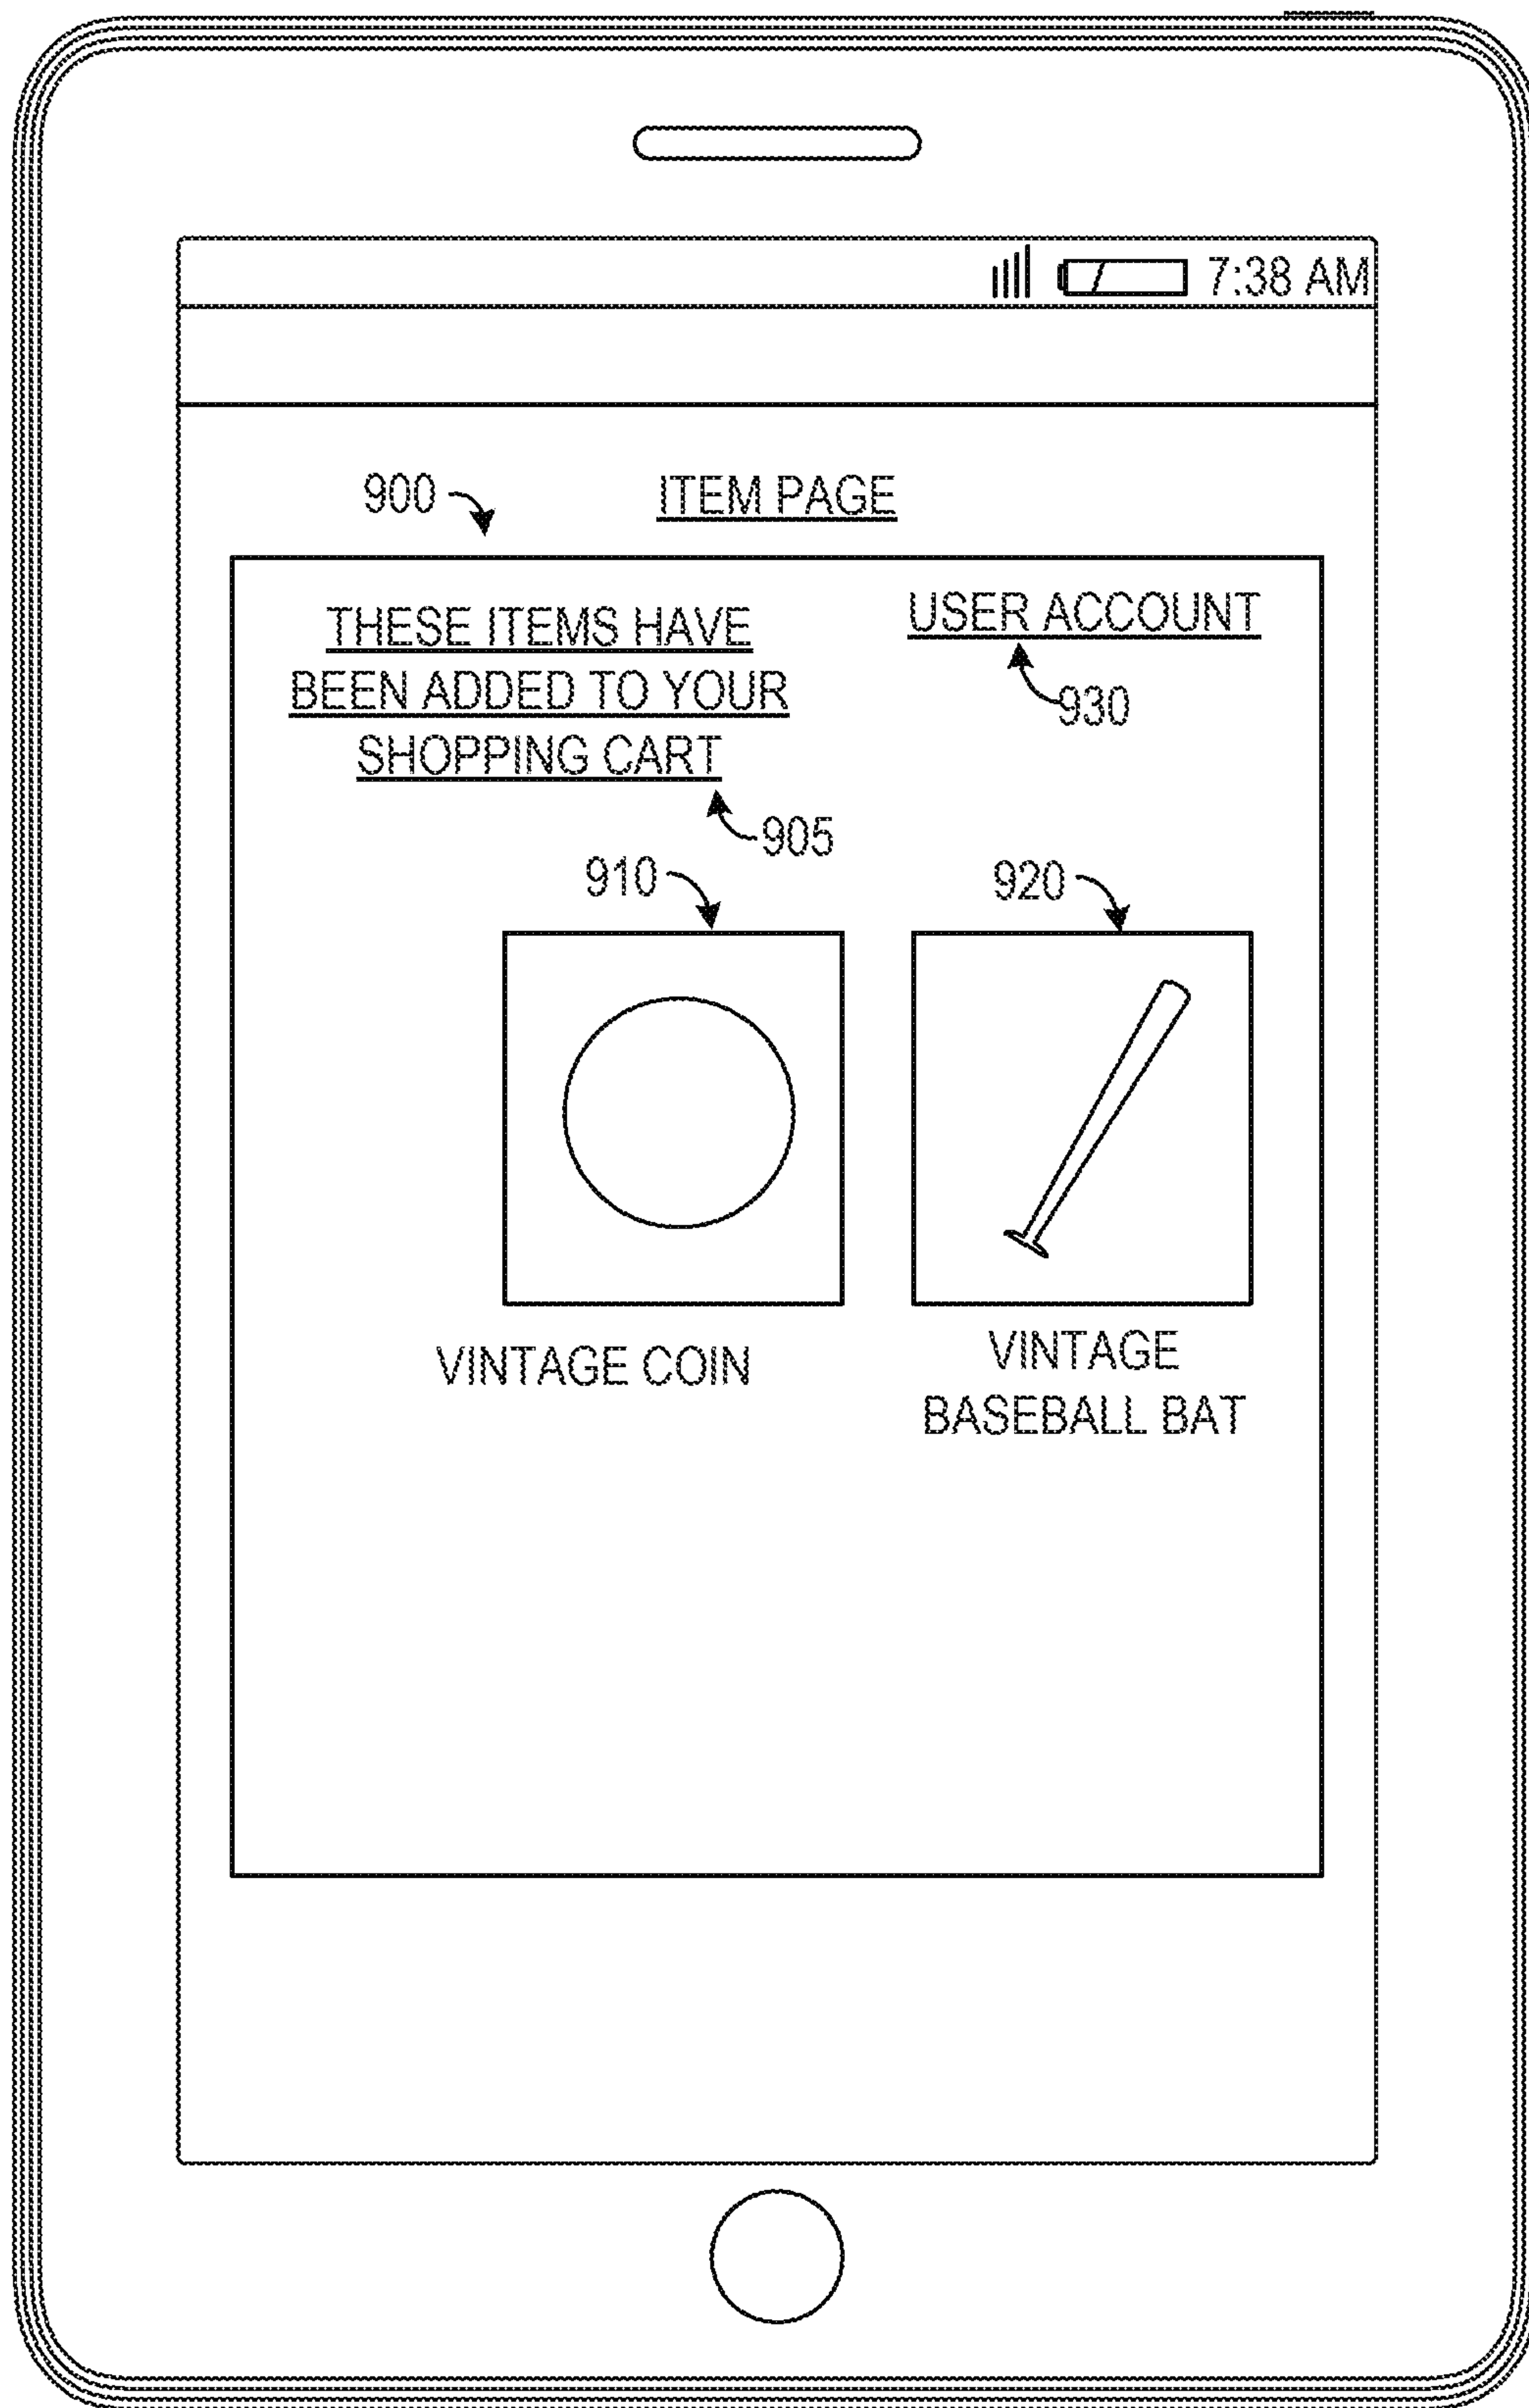 7:38 AM
900
ITEM PAGE
THESE ITEMS HAVE
BEEN ADDED TO YOUR
SHOPPING CART
905
USER ACCOUNT
930
910
920
VINTAGE COIN
VINTAGE
BASEBALL BAT